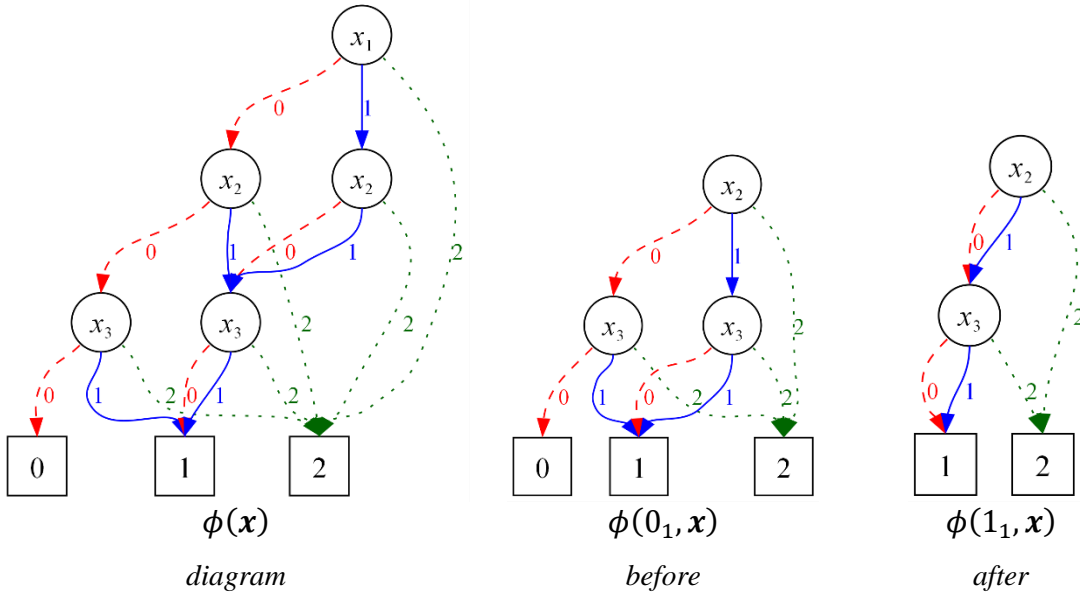 x₁
0 1
x₂ x₂ x₂ x₂
0 1 0 1 2 0 1 0 1
2 2 2 2
x₃ x₃ x₃ x₃ x₃
0 1 2 0 1 2 0 1 2 0 1 2 0 1 2
0 1 2 0 1 2 1 2
ϕ(𝒙) ϕ(0₁, 𝒙) ϕ(1₁, 𝒙)
diagram before after